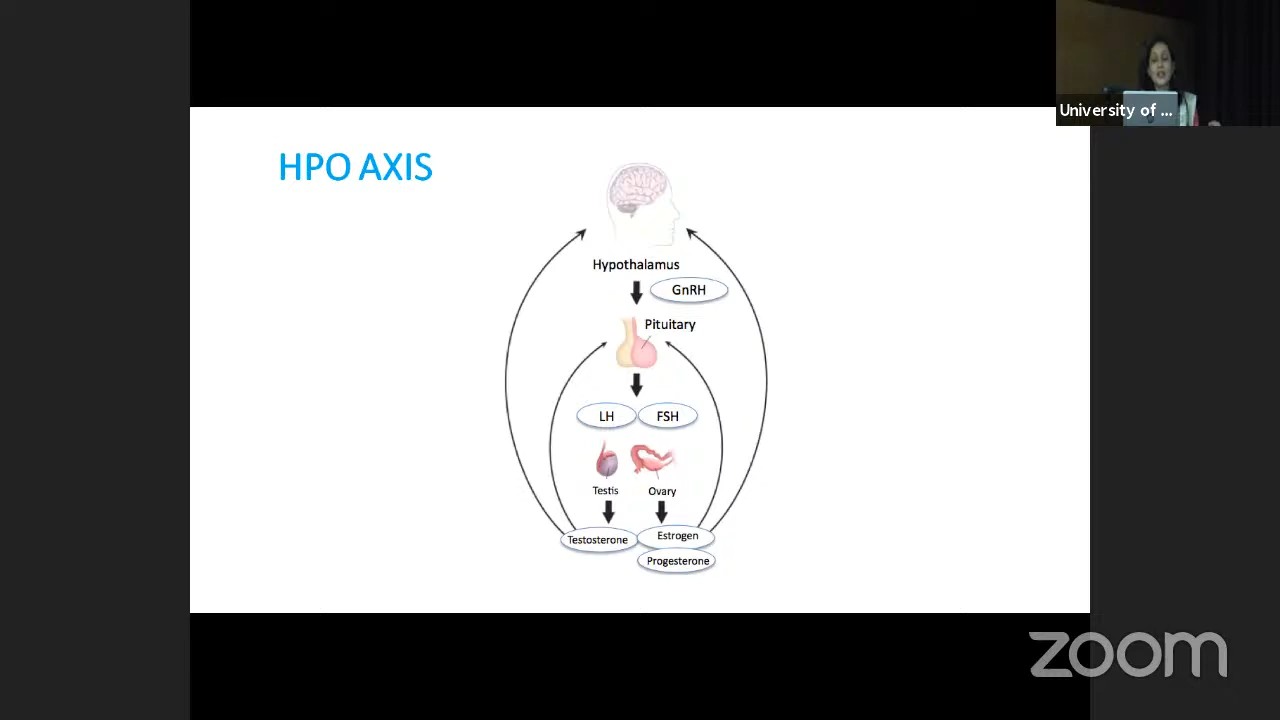 University of ...
HPO AXIS
Hypothalamus
GnRH
Pituitary
LH FSH
Testis Ovary
Testosterone Estrogen
Progesterone
zoom